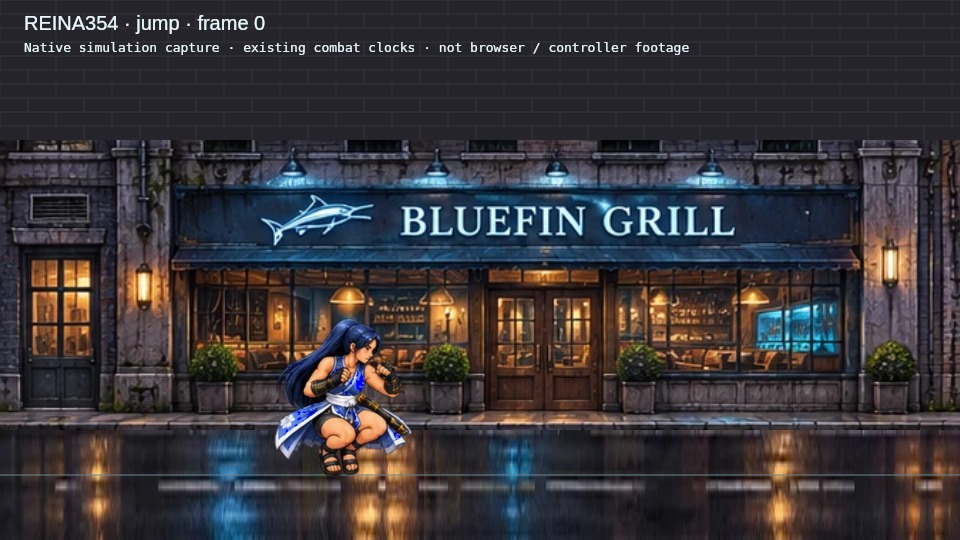 REINA354 · jump · frame 0
Native simulation capture · existing combat clocks · not browser / controller footage
BLUEFIN GRILL